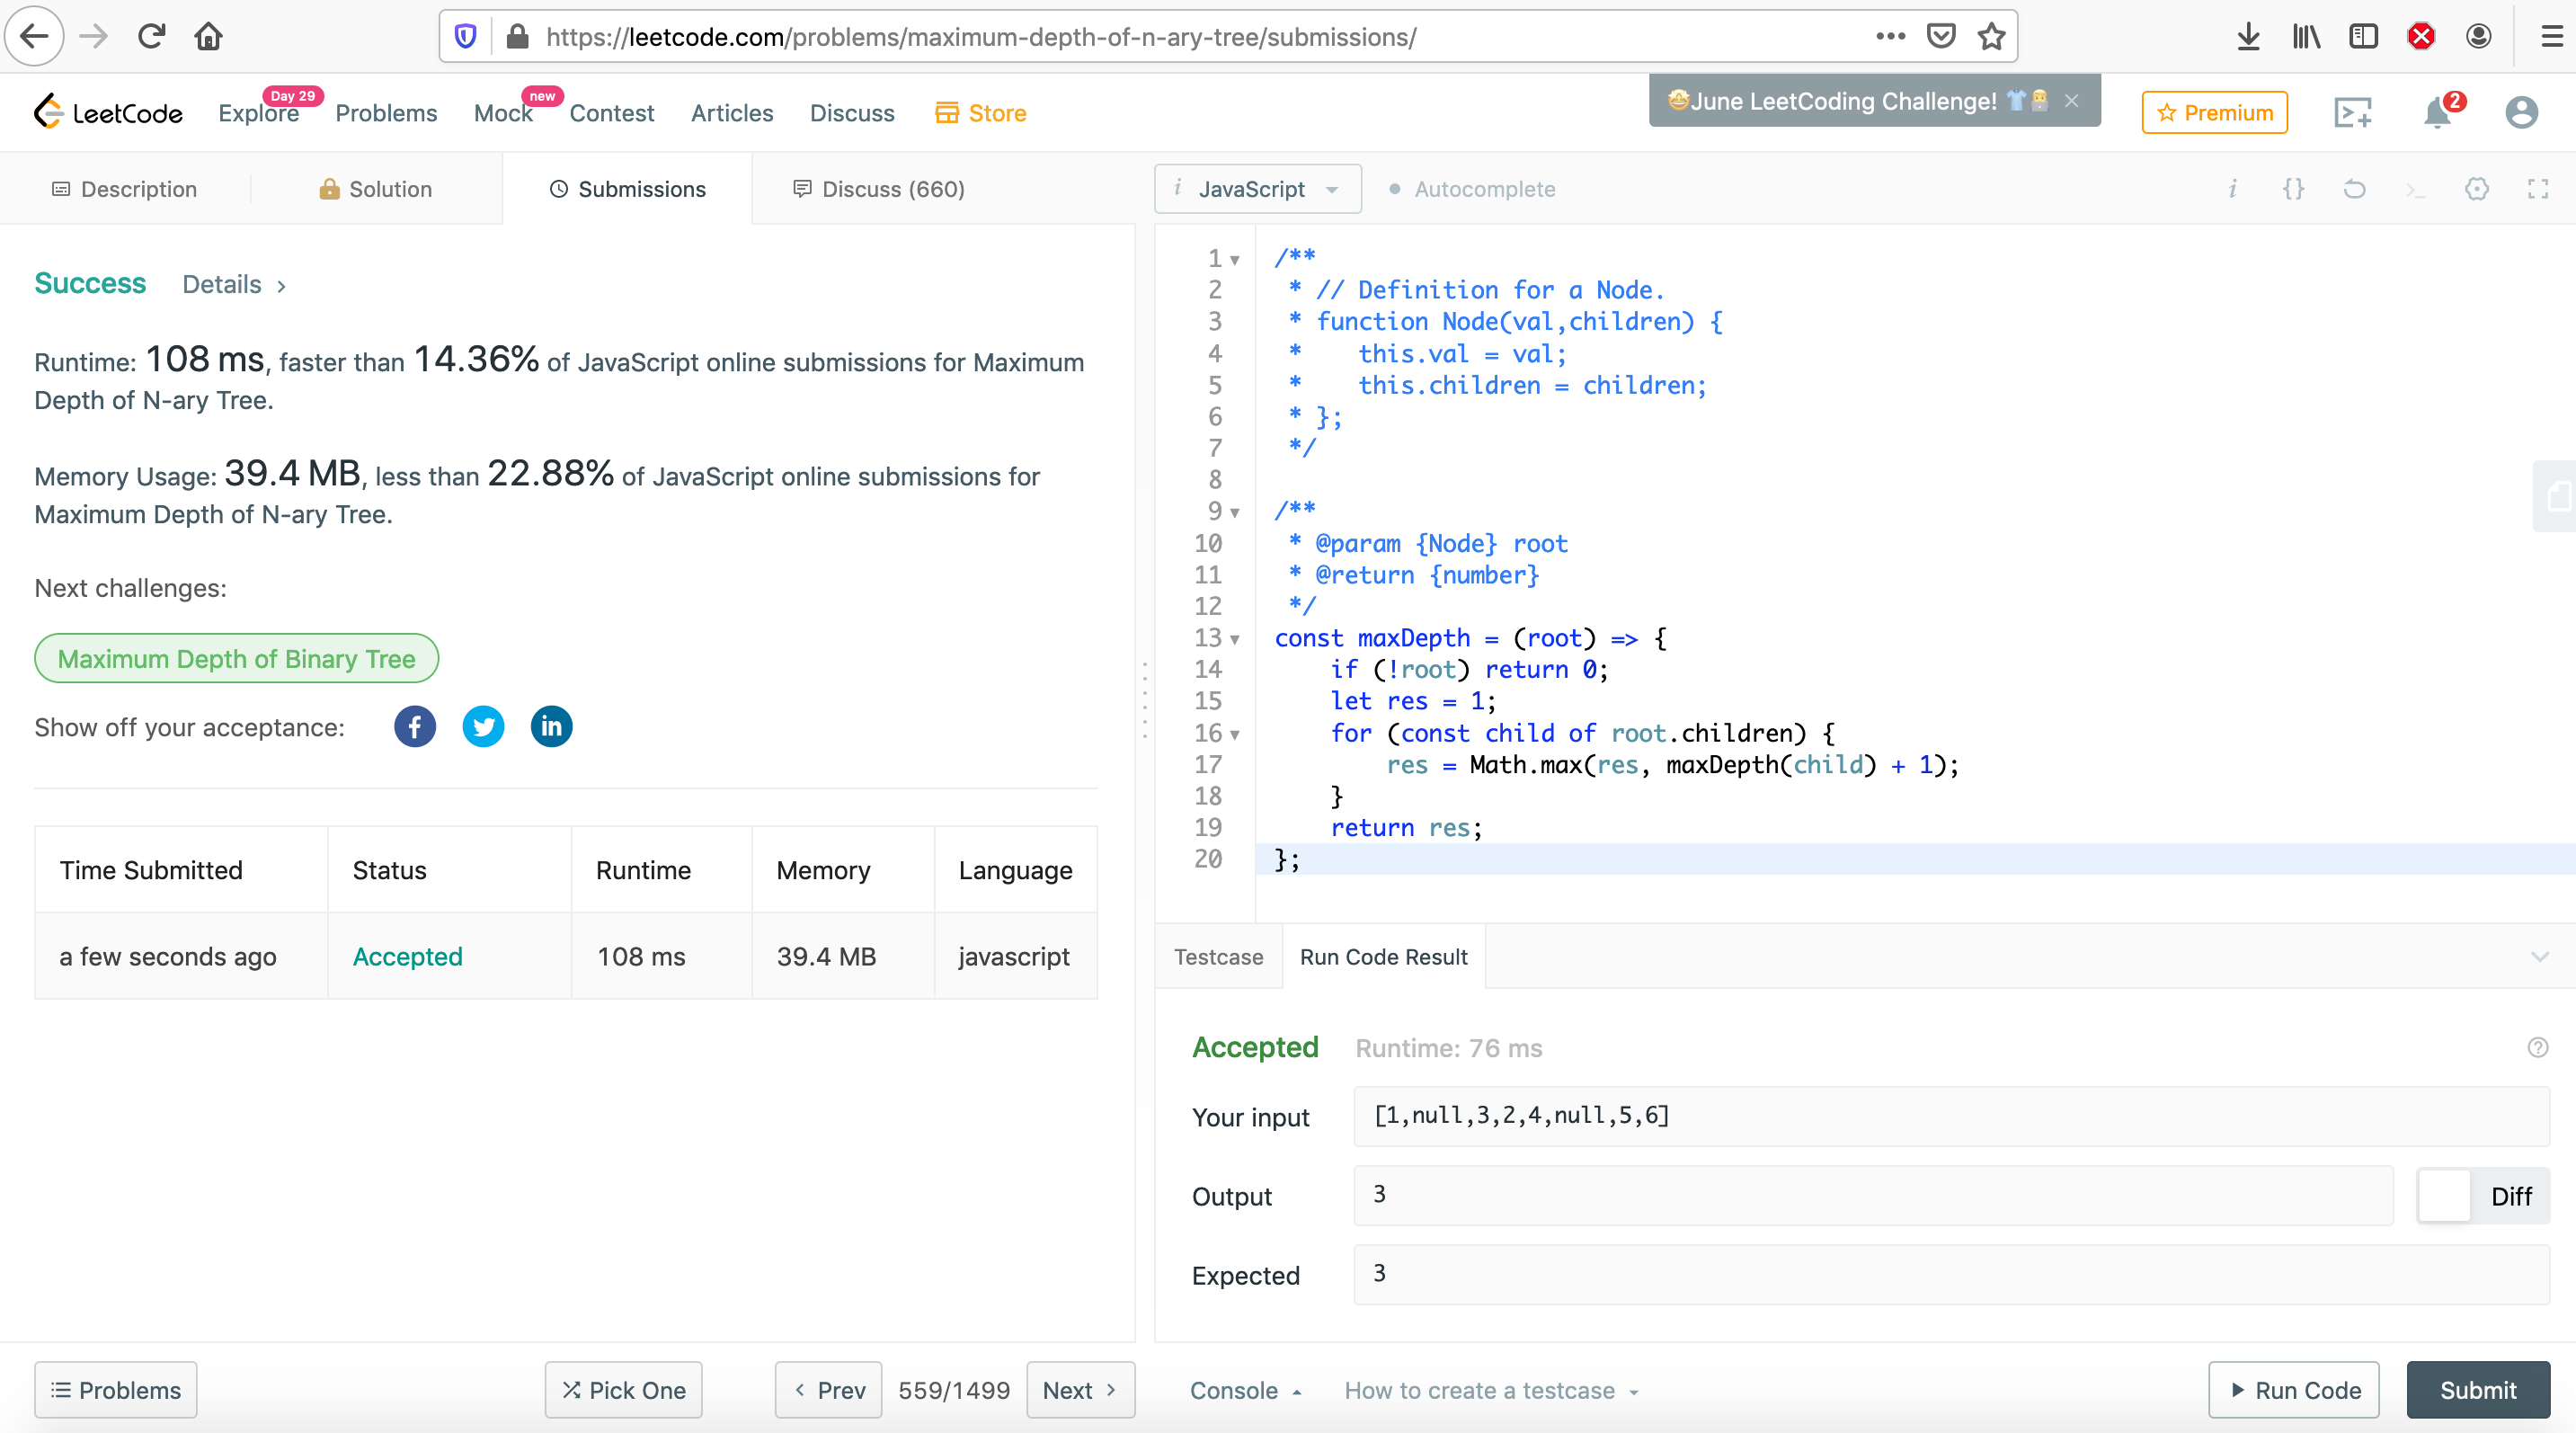 https://leetcode.com/problems/maximum-depth-of-n-ary-tree/submissions/
LeetCode
Explore
Day 29
Problems
Mock
new
Contest
Articles
Discuss
Store
🤩June LeetCoding Challenge!
Premium
2
Description
Solution
Submissions
Discuss (660)
i JavaScript
Autocomplete
i {} >_
Success Details >
Runtime: 108 ms, faster than 14.36% of JavaScript online submissions for Maximum
Depth of N-ary Tree.
Memory Usage: 39.4 MB, less than 22.88% of JavaScript online submissions for
Maximum Depth of N-ary Tree.
Next challenges:
Maximum Depth of Binary Tree
Show off your acceptance:
f in
Time Submitted Status Runtime Memory Language
a few seconds ago Accepted 108 ms 39.4 MB javascript
1 /**
2  * // Definition for a Node.
3  * function Node(val,children) {
4  *    this.val = val;
5  *    this.children = children;
6  * };
7  */
8
9 /**
10  * @param {Node} root
11  * @return {number}
12  */
13 const maxDepth = (root) => {
14     if (!root) return 0;
15     let res = 1;
16     for (const child of root.children) {
17         res = Math.max(res, maxDepth(child) + 1);
18     }
19     return res;
20 };
Testcase Run Code Result
Accepted Runtime: 76 ms
Your input [1,null,3,2,4,null,5,6]
Output 3 Diff
Expected 3
Problems Pick One < Prev 559/1499 Next >
Console How to create a testcase Run Code Submit